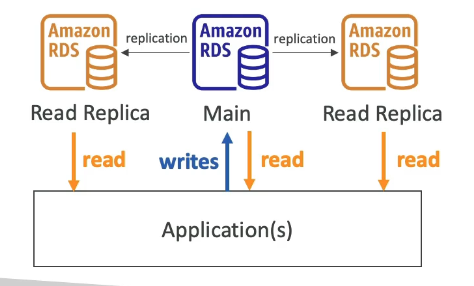 Amazon
RDS
replication
Amazon
RDS
replication
Amazon
RDS
Read Replica
Main
Read Replica
read
writes
read
read
Application(s)